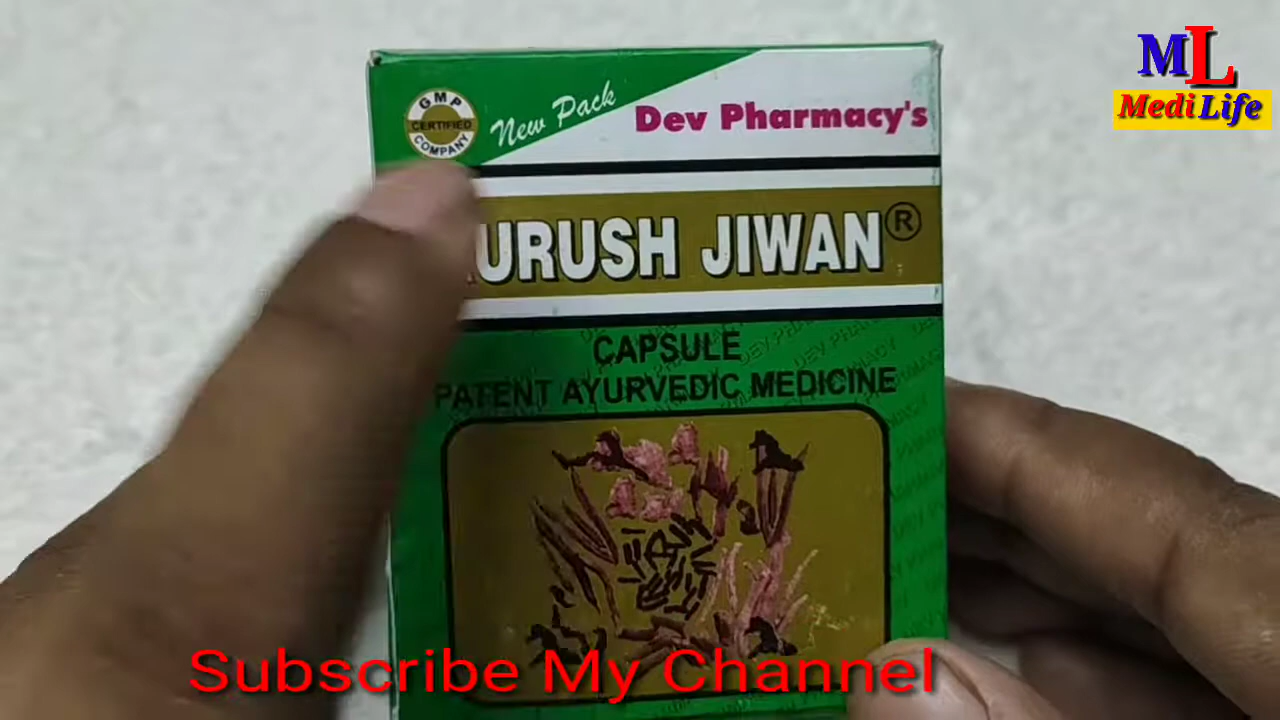 ML
Medi Life
GMP
CERTIFIED
COMPANY
New Pack
Dev Pharmacy's
URUSH JIWAN®
CAPSULE
PATENT AYURVEDIC MEDICINE
Subscribe My Channel